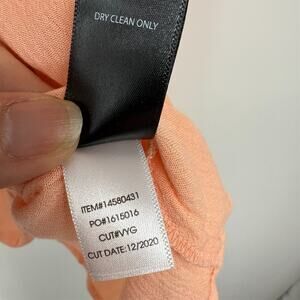 DRY CLEAN ONLY
ITEM#14580431
PO#1615016
CUT#VYG
CUT DATE:12/2020